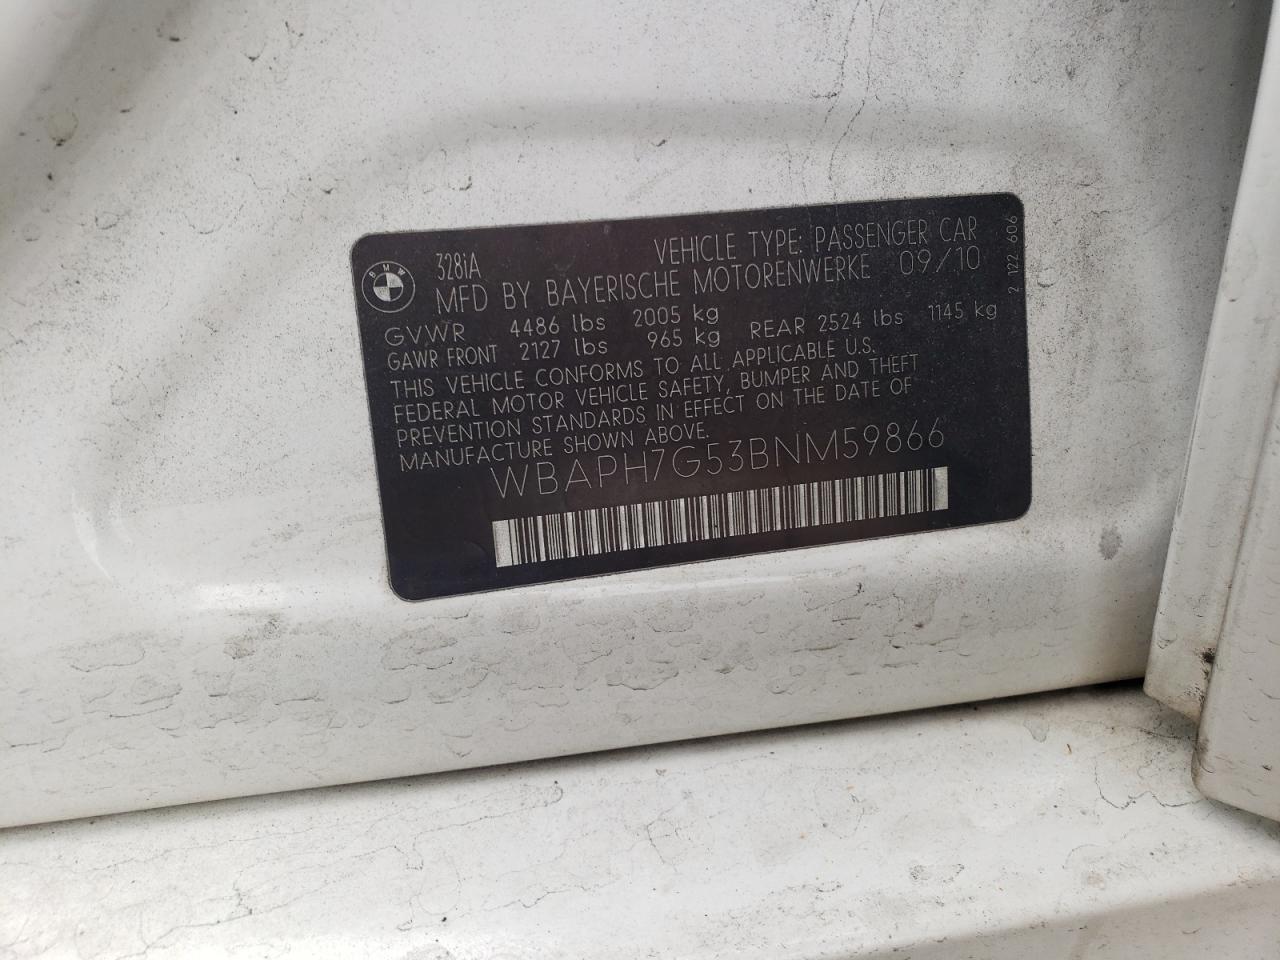 BMW
328iA VEHICLE TYPE: PASSENGER CAR
MFD BY BAYERISCHE MOTORENWERKE 09/10
GVWR 4486 lbs 2005 kg
GAWR FRONT 2127 lbs 965 kg REAR 2524 lbs 1145 kg
THIS VEHICLE CONFORMS TO ALL APPLICABLE U.S.
FEDERAL MOTOR VEHICLE SAFETY, BUMPER AND THEFT
PREVENTION STANDARDS IN EFFECT ON THE DATE OF
MANUFACTURE SHOWN ABOVE.
WBAPH7G53BNM59866
2 122 606